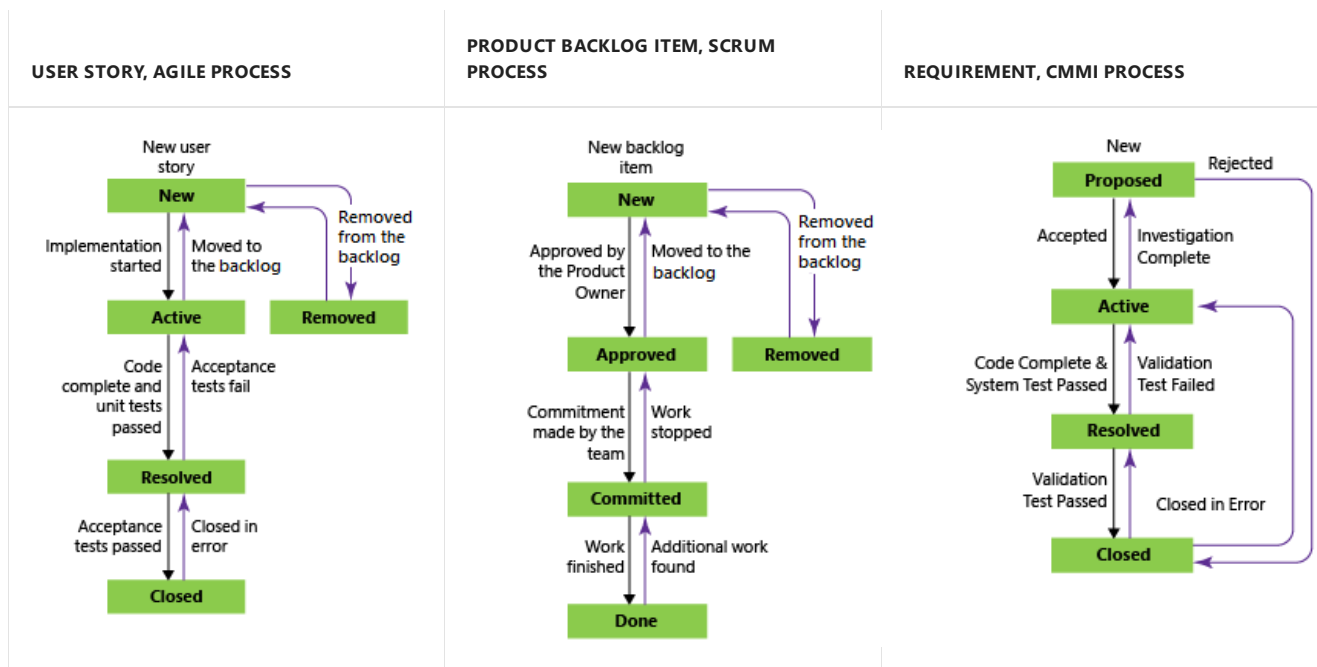 USER STORY, AGILE PROCESS
PRODUCT BACKLOG ITEM, SCRUM
PROCESS
REQUIREMENT, CMMI PROCESS
New user
story
New
Removed
from the
backlog
Implementation
started
Moved to
the backlog
Active
Removed
Code
complete and
unit tests
passed
Acceptance
tests fail
Resolved
Acceptance
tests passed
Closed in
error
Closed
New backlog
item
New
Removed
from the
backlog
Approved by
the Product
Owner
Moved to the
backlog
Approved
Removed
Commitment
made by the
team
Work
stopped
Committed
Work
finished
Additional work
found
Done
New
Proposed
Rejected
Accepted
Investigation
Complete
Active
Code Complete &
System Test Passed
Validation
Test Failed
Resolved
Validation
Test Passed
Closed in Error
Closed